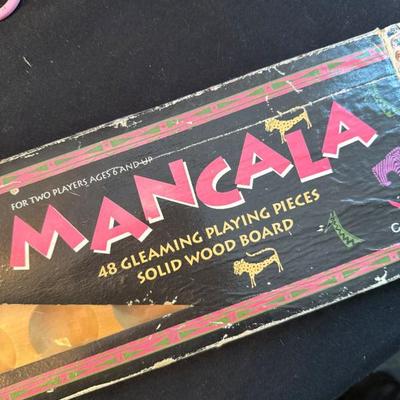 FOR TWO PLAYERS AGES 6 AND UP
MANCALA
48 GLEAMING PLAYING PIECES
SOLID WOOD BOARD